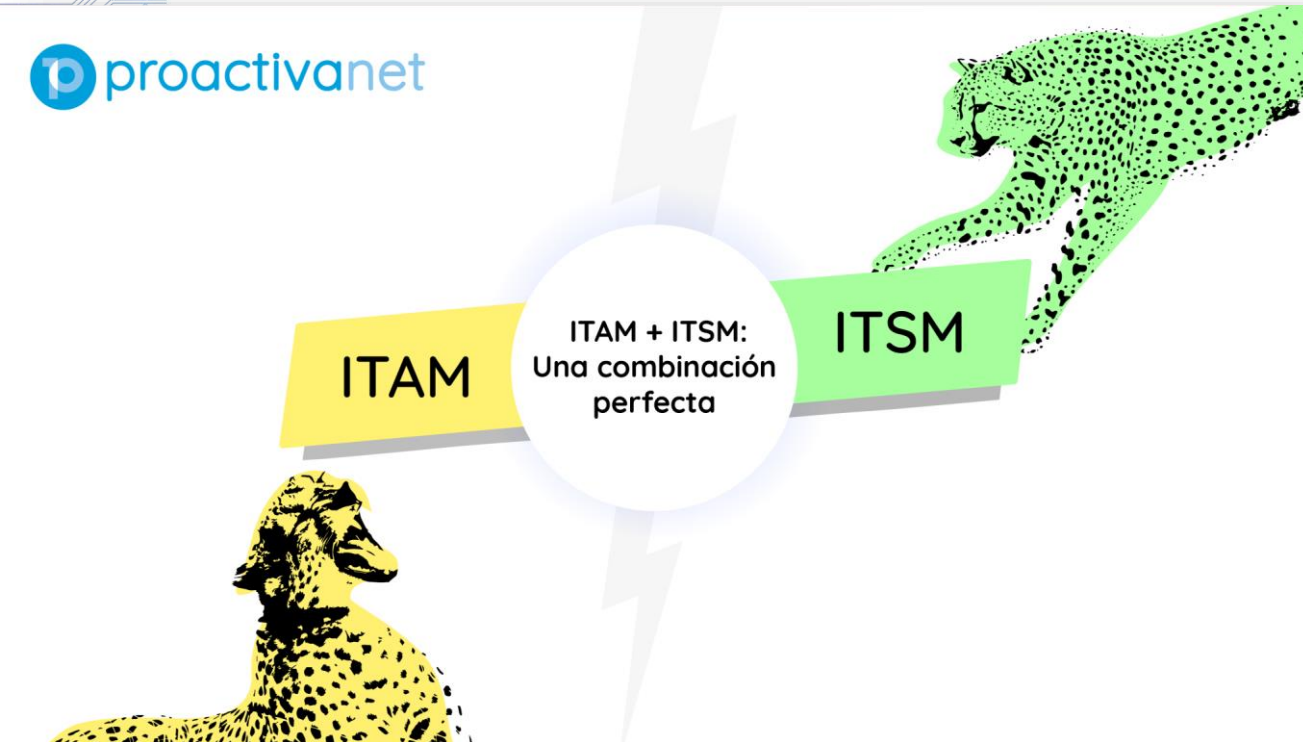 proactivanet
ITAM
ITAM + ITSM:
Una combinación
perfecta
ITSM